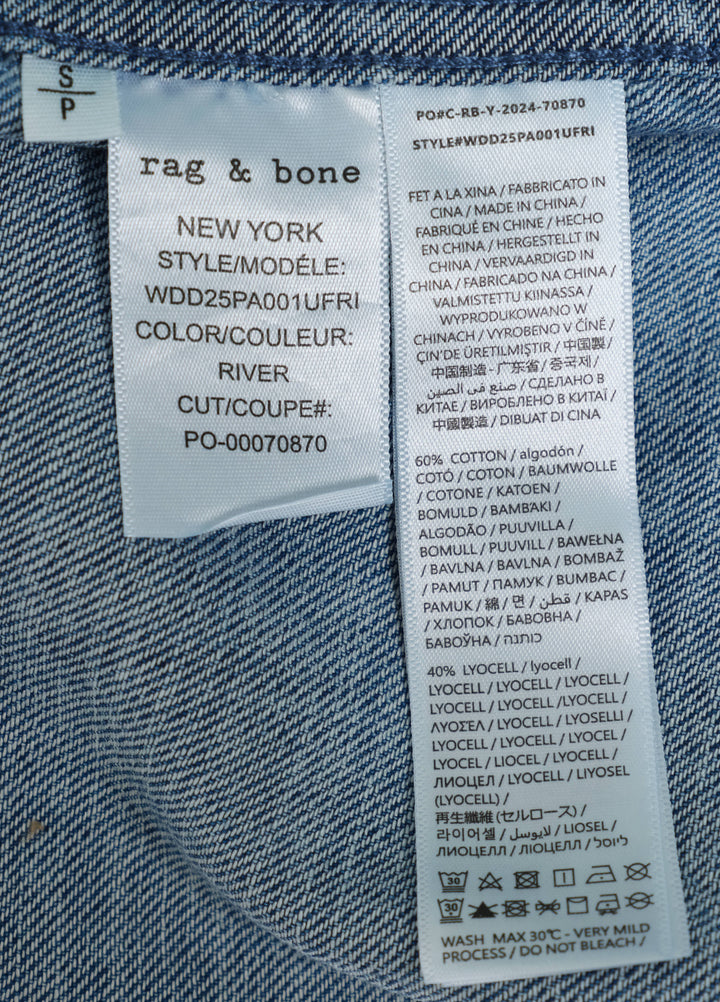 S
P
rag & bone
NEW YORK
STYLE/MODÉLE:
WDD25PA001UFRI
COLOR/COULEUR:
RIVER
CUT/COUPE#:
PO-00070870
PO#C-RB-Y-2024-70870
STYLE#WDD25PA001UFRI
FET A LA XINA / FABBRICATO IN
CINA / MADE IN CHINA /
FABRIQUÉ EN CHINE / HECHO
EN CHINA / HERGESTELLT IN
CHINA / VERVAARDIGD IN
CHINA / FABRICADO NA CHINA /
VALMISTETTU KIINASSA /
WYPRODUKOWANO W
CHINACH / VYROBENO V ČÍNĚ /
ÇİN'DE ÜRETILMIŞTIR / 中国製 /
中国制造 - 广东省 / 중국제 /
صنع في الصين / СДЕЛАНО В
КИТАЕ / ВИРОБЛЕНО В КИТАЇ /
中國製造 / DIBUAT DI CINA
60% COTTON / algodón /
COTÓ / COTON / BAUMWOLLE
/ COTONE / KATOEN /
BOMULD / ΒΑΜΒΑΚΙ /
ALGODÃO / PUUVILLA /
BOMULL / PUUVILL / BAWEŁNA
/ BAVLNA / BAVLNA / BOMBAŽ
/ PAMUT / ПАМУК / BUMBAC /
PAMUK / 綿 / 면 / قطن / KAPAS
/ ХЛОПОК / БАВОВНА /
БАВОЎНА / כותנה
40% LYOCELL / lyocell /
LYOCELL / LYOCELL / LYOCELL /
LYOCELL / LYOCELL /LYOCELL /
ΛΥΟΣΕΛ / LYOCELL / LYOSELLI /
LYOCELL / LYOCELL / LYOCELL /
LYOCEL / LIOCEL / LYOCELL /
ЛИОЦЕЛ / LYOCELL / LIYOSEL
(LYOCELL) /
再生繊維 (セルロース) /
라이어셀 / لايوسل / LIOSEL /
ЛИОЦЕЛЛ / ЛІОЦЕЛЛ / ליוסל
30
30
WASH MAX 30℃ - VERY MILD
PROCESS / DO NOT BLEACH /